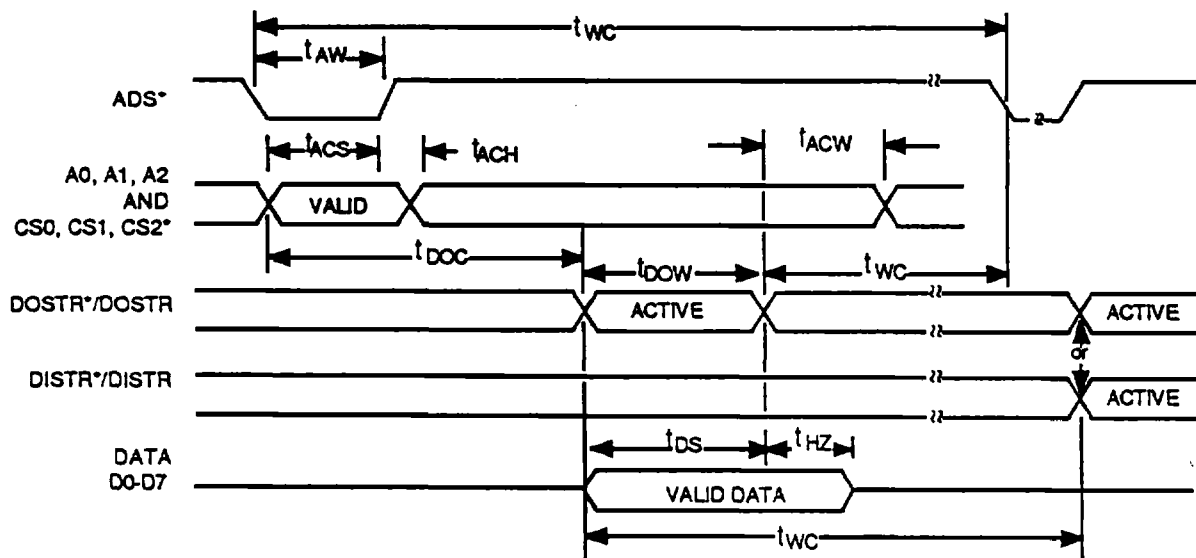 tWC
tAW
ADS*
tACS
tACH
tACW
A0, A1, A2
AND
CS0, CS1, CS2*
VALID
tDOC
tDOW
tWC
DOSTR*/DOSTR
ACTIVE
ACTIVE
or
DISTR*/DISTR
ACTIVE
tDS
tHZ
DATA
D0-D7
VALID DATA
tWC